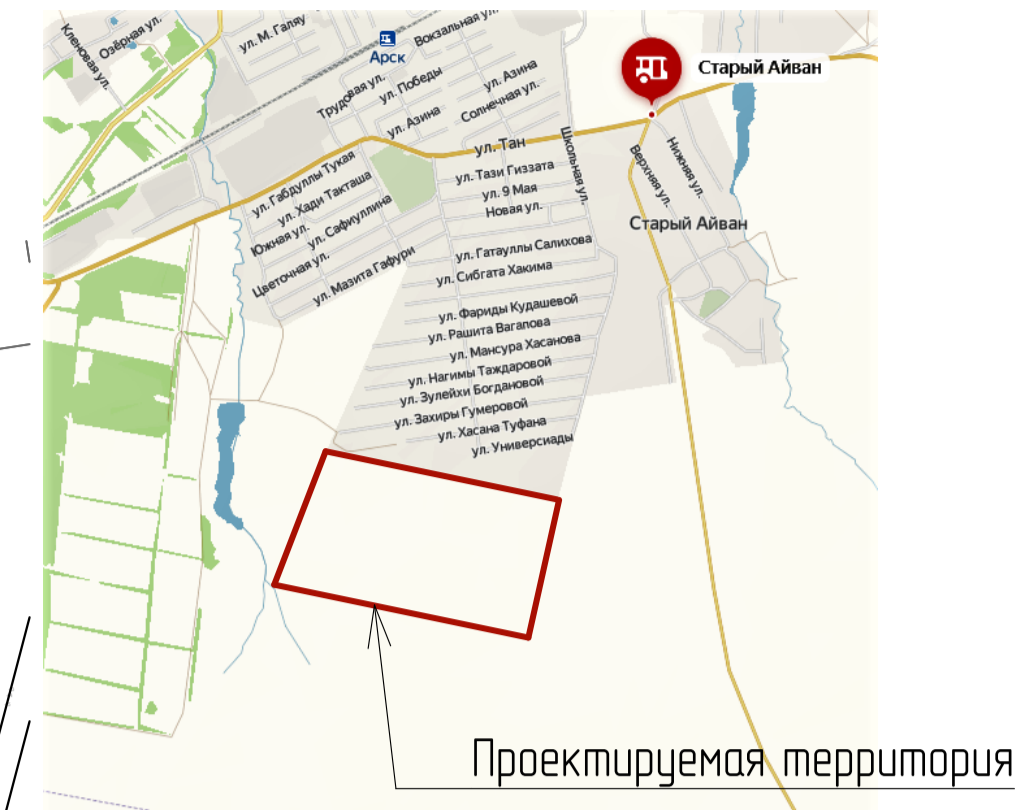 Кленовая ул.
Озёрная ул.
ул. М. Галяу
Арск
Вокзальная ул.
Трудовая ул.
ул. Победы
ул. Азина
ул. Азина
Солнечная ул.
Старый Айван
ул. Тан
Школьная ул.
Верхняя ул.
Нижняя ул.
ул. Габдуллы Тукая
ул. Хади Такташа
ул. Тази Гиззата
ул. 9 Мая
Новая ул.
Южная ул.
ул. Сафиуллина
Старый Айван
Цветочная ул.
ул. Мазита Гафури
ул. Гатауллы Салихова
ул. Сибгата Хакима
ул. Фариды Кудашевой
ул. Рашита Вагапова
ул. Мансура Хасанова
ул. Нагимы Таждаровой
ул. Зулейхи Богдановой
ул. Захиры Гумеровой
ул. Хасана Туфана
ул. Универсиады
Проектируемая территория